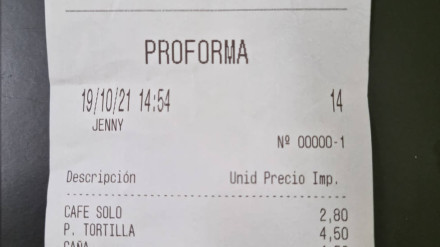 PROFORMA
19/10/21 14:54 14
JENNY
Nº 00000-1
Descripción Unid Precio Imp.
CAFE SOLO 2,80
P. TORTILLA 4,50
CAÑA